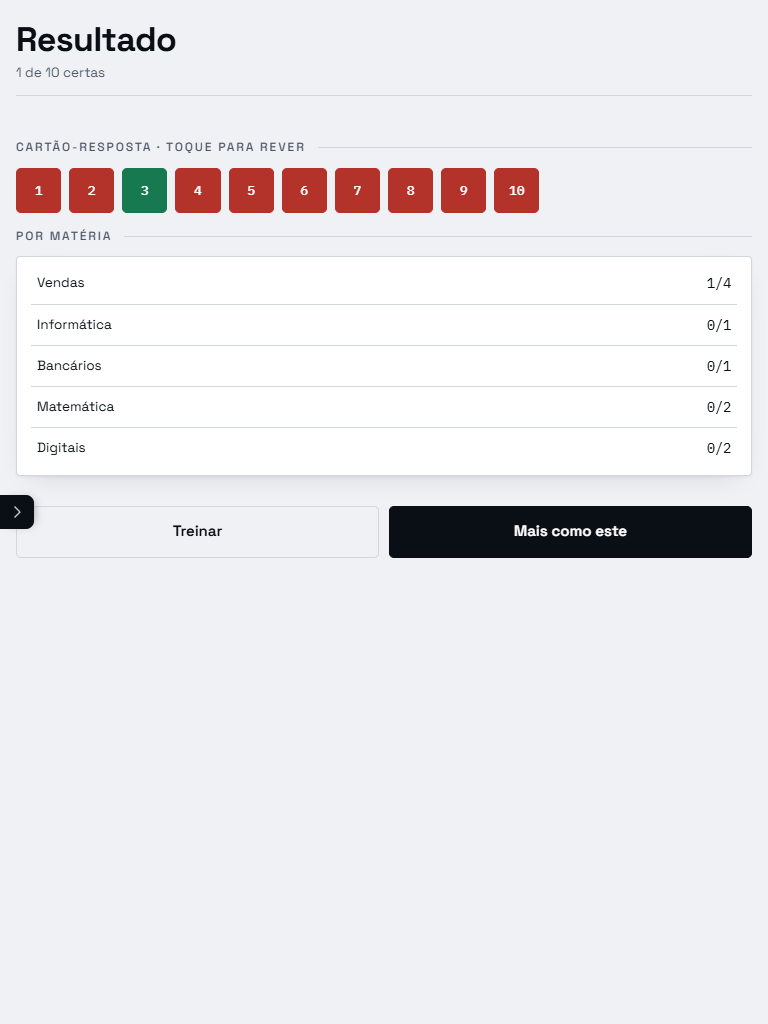 Resultado
1 de 10 certas
CARTÃO-RESPOSTA · TOQUE PARA REVER
1 2 3 4 5 6 7 8 9 10
POR MATÉRIA
Vendas 1/4
Informática 0/1
Bancários 0/1
Matemática 0/2
Digitais 0/2
Treinar Mais como este